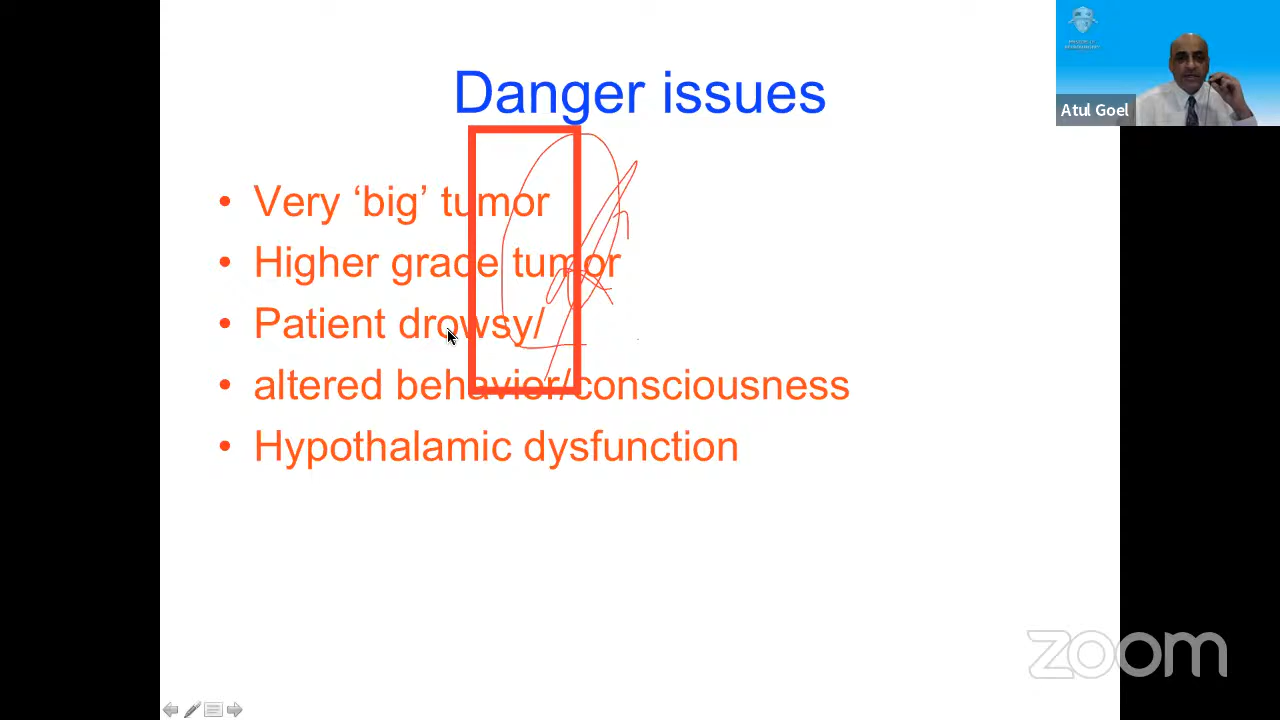 Danger issues
Atul Goel
• Very ‘big’ tumor
• Higher grade tumor
• Patient drowsy/
• altered behavior/consciousness
• Hypothalamic dysfunction
zoom